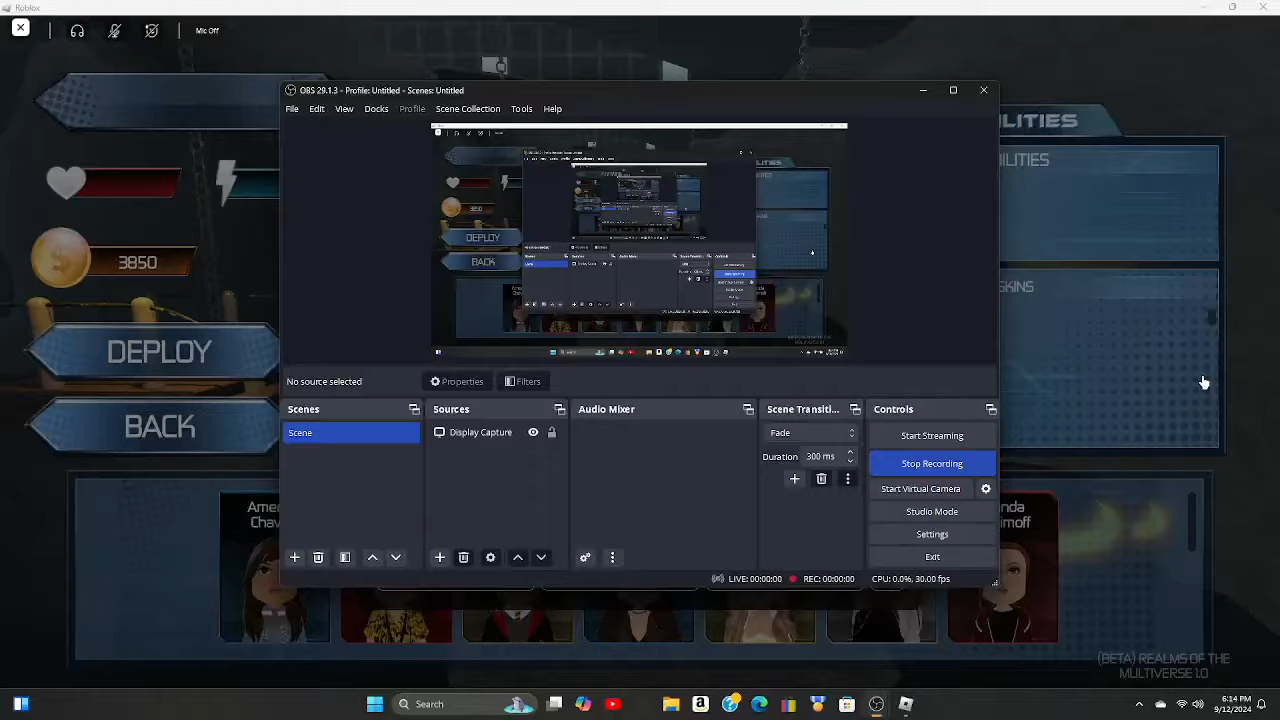 Roblox
Mic Off
OBS 29.1.3 - Profile: Untitled - Scenes: Untitled
File Edit View Docks Profile Scene Collection Tools Help
ILITIES
ILITIES
3850
SKINS
DEPLOY
BACK
3850
DEPLOY
BACK
No source selected
Properties
Filters
Scenes
Sources
Audio Mixer
Scene Transiti...
Controls
Scene
Display Capture
Fade
Duration 300 ms
Start Streaming
Stop Recording
Start Virtual Camera
Studio Mode
Settings
Exit
LIVE: 00:00:00
REC: 00:00:00
CPU: 0.0%, 30.00 fps
Amer
Chav
nda
imoff
(BETA) REALMS OF THE
MULTIVERSE 1.0
Search
6:14 PM
9/12/2024